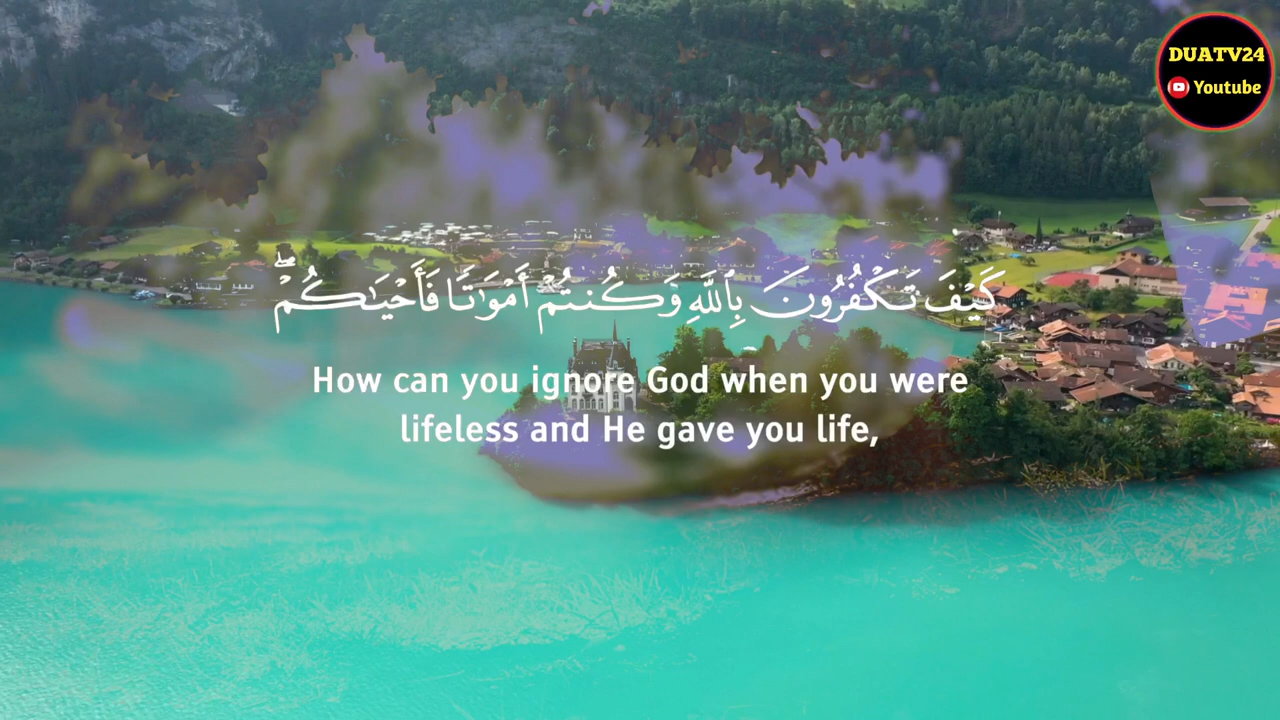 DUATV24
Youtube
كَيْفَ تَكْفُرُونَ بِٱللَّهِ وَكُنتُمْ أَمْوَٰتًا فَأَحْيَـٰكُمْ ۖ
How can you ignore God when you were
lifeless and He gave you life,